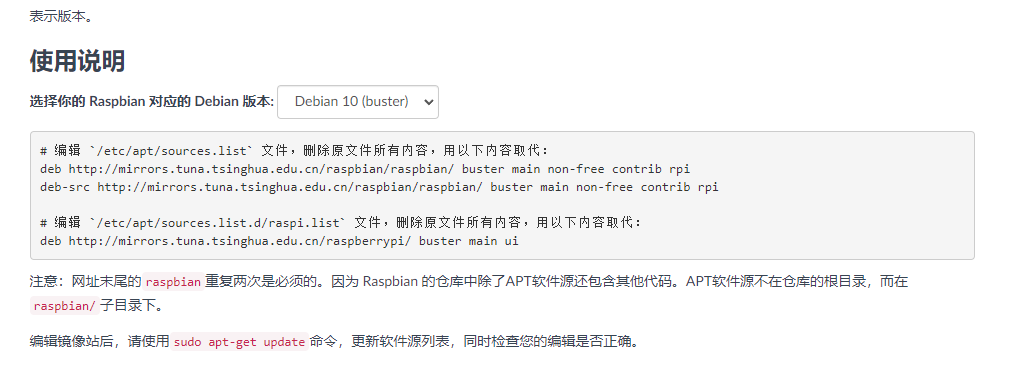 表示版本。
使用说明
选择你的 Raspbian 对应的 Debian 版本: Debian 10 (buster)
# 编辑 `/etc/apt/sources.list` 文件，删除原文件所有内容，用以下内容取代：
deb http://mirrors.tuna.tsinghua.edu.cn/raspbian/raspbian/ buster main non-free contrib rpi
deb-src http://mirrors.tuna.tsinghua.edu.cn/raspbian/raspbian/ buster main non-free contrib rpi
# 编辑 `/etc/apt/sources.list.d/raspi.list` 文件，删除原文件所有内容，用以下内容取代：
deb http://mirrors.tuna.tsinghua.edu.cn/raspberrypi/ buster main ui
注意：网址末尾的 raspbian 重复两次是必须的。因为 Raspbian 的仓库中除了APT软件源还包含其他代码。APT软件源不在仓库的根目录，而在
raspbian/ 子目录下。
编辑镜像站后，请使用 sudo apt-get update 命令，更新软件源列表，同时检查您的编辑是否正确。